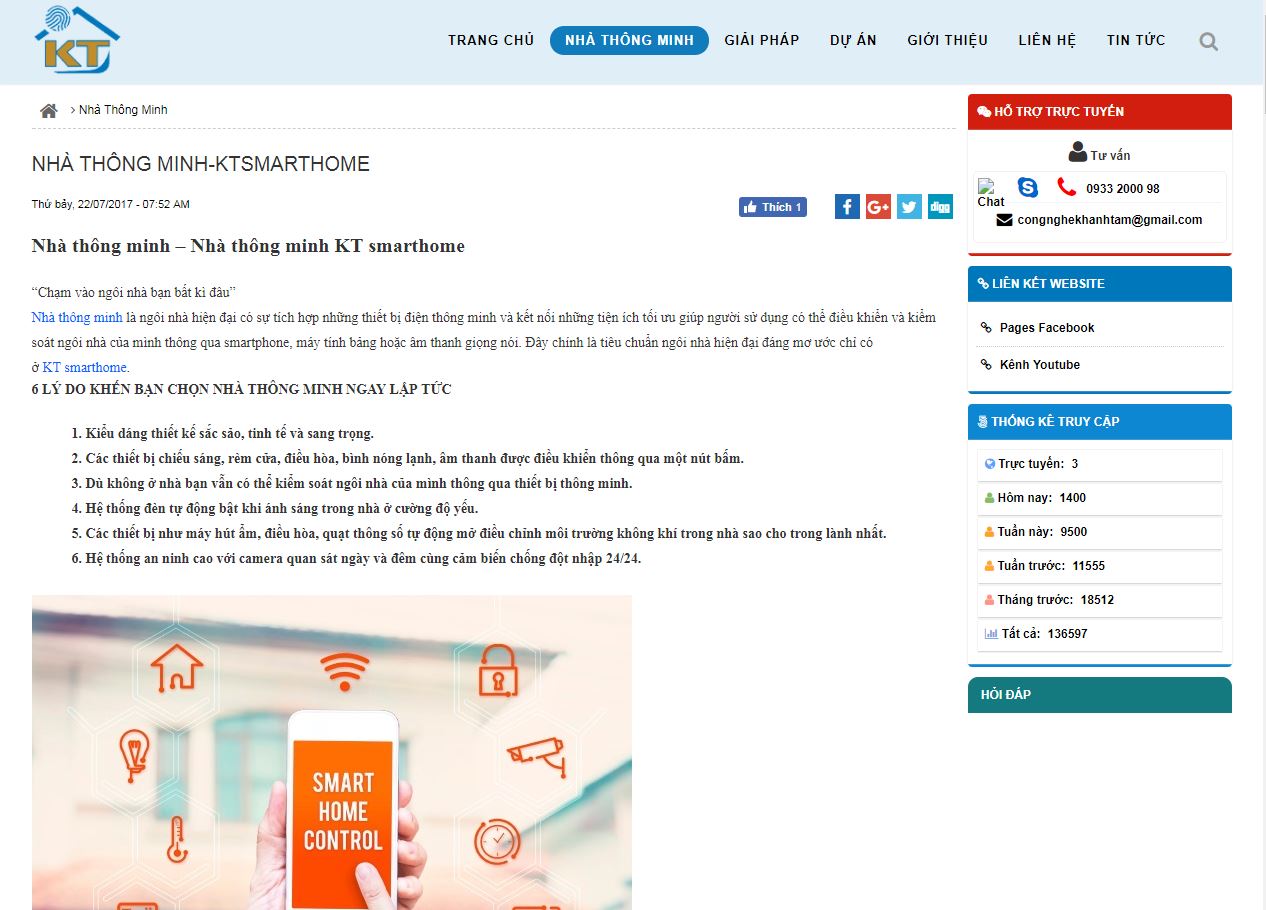 KT
TRANG CHỦ
NHÀ THÔNG MINH
GIẢI PHÁP
DỰ ÁN
GIỚI THIỆU
LIÊN HỆ
TIN TỨC
› Nhà Thông Minh
NHÀ THÔNG MINH-KTSMARTHOME
Thứ bảy, 22/07/2017 - 07:52 AM
Thích 1
f
G+
digg
Nhà thông minh – Nhà thông minh KT smarthome
“Chạm vào ngôi nhà bạn bất kì đâu”
Nhà thông minh là ngôi nhà hiện đại có sự tích hợp những thiết bị điện thông minh và kết nối những tiện ích tối ưu giúp người sử dụng có thể điều khiển và kiểm
soát ngôi nhà của mình thông qua smartphone, máy tính bảng hoặc âm thanh giọng nói. Đây chính là tiêu chuẩn ngôi nhà hiện đại đáng mơ ước chỉ có
ở KT smarthome.
6 LÝ DO KHẾN BẠN CHỌN NHÀ THÔNG MINH NGAY LẬP TỨC
1. Kiểu dáng thiết kế sắc sảo, tinh tế và sang trọng.
2. Các thiết bị chiếu sáng, rèm cửa, điều hòa, bình nóng lạnh, âm thanh được điều khiển thông qua một nút bấm.
3. Dù không ở nhà bạn vẫn có thể kiểm soát ngôi nhà của mình thông qua thiết bị thông minh.
4. Hệ thống đèn tự động bật khi ánh sáng trong nhà ở cường độ yếu.
5. Các thiết bị như máy hút ẩm, điều hòa, quạt thông số tự động mở điều chỉnh môi trường không khí trong nhà sao cho trong lành nhất.
6. Hệ thống an ninh cao với camera quan sát ngày và đêm cùng cảm biến chống đột nhập 24/24.
SMART
HOME
CONTROL
HỖ TRỢ TRỰC TUYẾN
Tư vấn
Chat
0933 2000 98
congnghekhanhtam@gmail.com
LIÊN KẾT WEBSITE
Pages Facebook
Kênh Youtube
THỐNG KÊ TRUY CẬP
Trực tuyến: 3
Hôm nay: 1400
Tuần này: 9500
Tuần trước: 11555
Tháng trước: 18512
Tất cả: 136597
HỎI ĐÁP